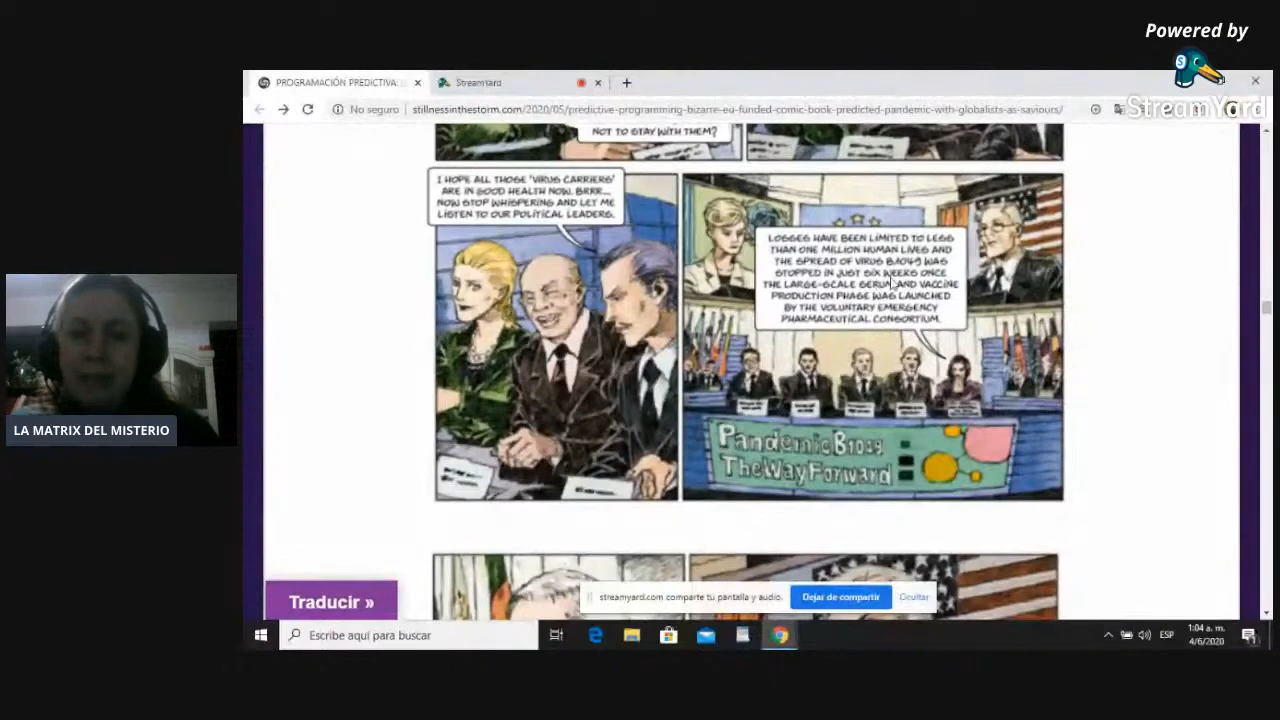 Powered by
StreamYard
PROGRAMACIÓN PREDICTIVA:
StreamYard
No seguro
stillnessinthestorm.com/2020/05/predictive-programming-bizarre-eu-funded-comic-book-predicted-pandemic-with-globalists-as-saviours/
NOT TO STAY WITH THEM?
I HOPE ALL THOSE 'VIRUS CARRIERS'
ARE IN GOOD HEALTH NOW. BRRR...
NOW STOP WHISPERING AND LET ME
LISTEN TO OUR POLITICAL LEADERS.
LOSSES HAVE BEEN LIMITED TO LESS
THAN ONE MILLION HUMAN LIVES AND
THE SPREAD OF VIRUS B1049 WAS
STOPPED IN JUST SIX WEEKS ONCE
THE LARGE-SCALE SERUM AND VACCINE
PRODUCTION PHASE WAS LAUNCHED
BY THE VOLUNTARY EMERGENCY
PHARMACEUTICAL CONSORTIUM.
PandemicB1049
TheWayForward
LA MATRIX DEL MISTERIO
Traducir »
streamyard.com comparte tu pantalla y audio.
Dejar de compartir
Ocultar
Escribe aquí para buscar
ESP
1:04 a. m.
4/6/2020